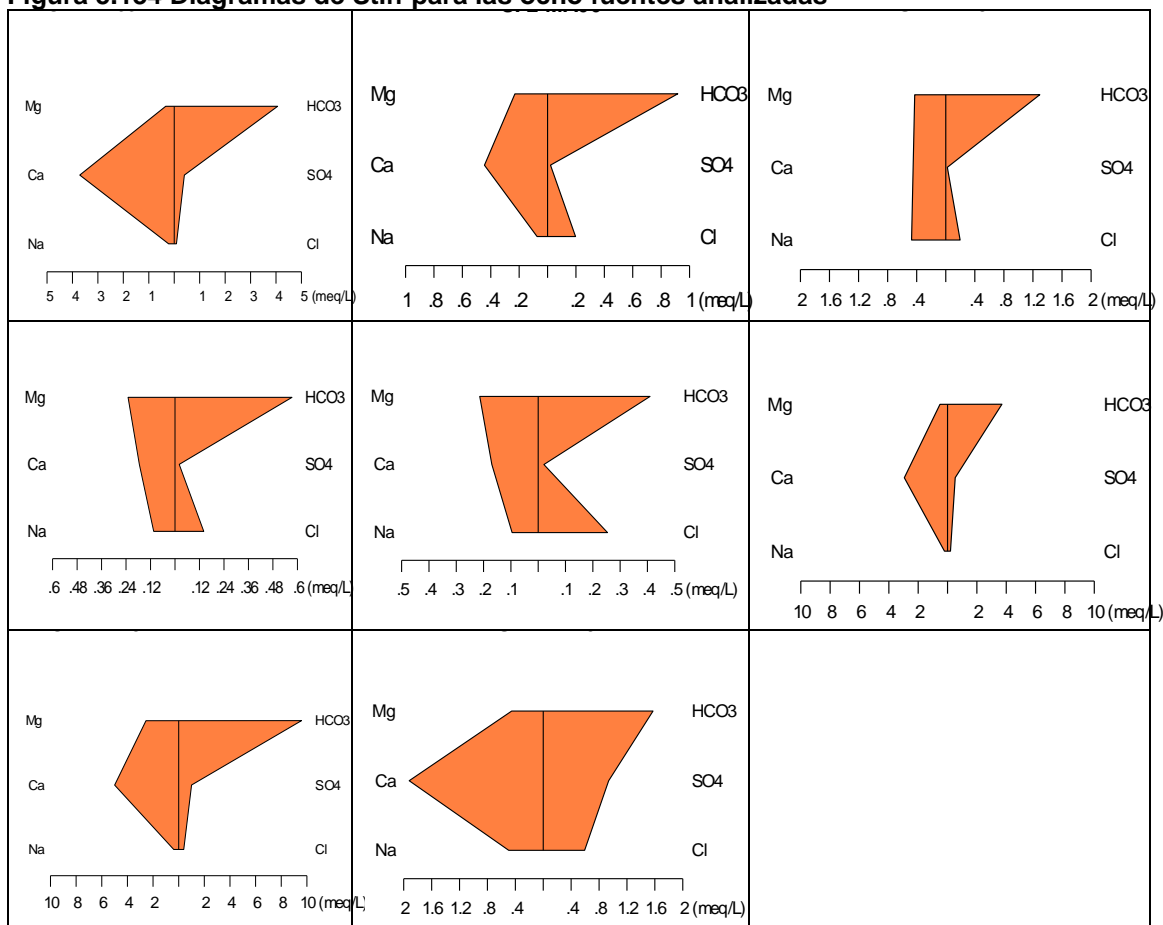 Figura Diagramas de Stiff para las ocho fuentes analizadas
Mg HCO3
Ca SO4
Na Cl
5 4 3 2 1 1 2 3 4 5 (meq/L)
Mg HCO3
Ca SO4
Na Cl
1 .8 .6 .4 .2 .2 .4 .6 .8 1 (meq/L)
Mg HCO3
Ca SO4
Na Cl
2 1.6 1.2 .8 .4 .4 .8 1.2 1.6 2 (meq/L)
Mg HCO3
Ca SO4
Na Cl
.6 .48 .36 .24 .12 .12 .24 .36 .48 .6 (meq/L)
Mg HCO3
Ca SO4
Na Cl
.5 .4 .3 .2 .1 .1 .2 .3 .4 .5 (meq/L)
Mg HCO3
Ca SO4
Na Cl
10 8 6 4 2 2 4 6 8 10 (meq/L)
Mg HCO3
Ca SO4
Na Cl
10 8 6 4 2 2 4 6 8 10 (meq/L)
Mg HCO3
Ca SO4
Na Cl
2 1.6 1.2 .8 .4 .4 .8 1.2 1.6 2 (meq/L)